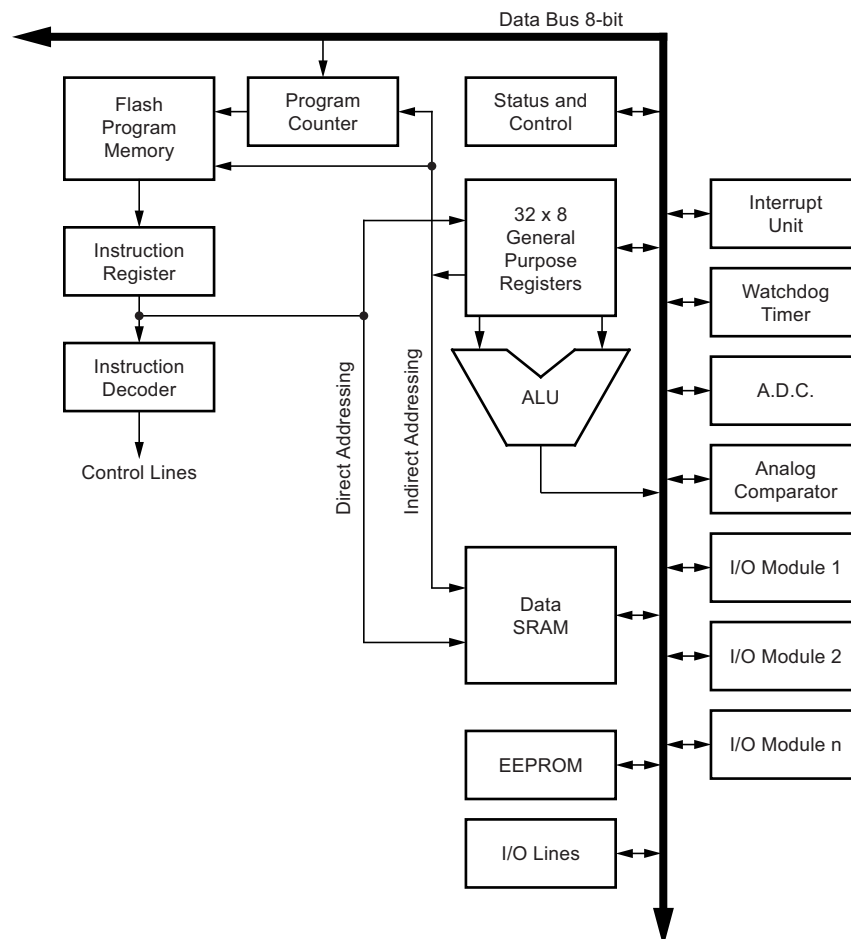 Data Bus 8-bit
Flash
Program
Memory
Program
Counter
Status and
Control
32 x 8
General
Purpose
Registers
Interrupt
Unit
Instruction
Register
Watchdog
Timer
Instruction
Decoder
ALU
A.D.C.
Control Lines
Direct Addressing
Indirect Addressing
Analog
Comparator
Data
SRAM
I/O Module 1
I/O Module 2
I/O Module n
EEPROM
I/O Lines